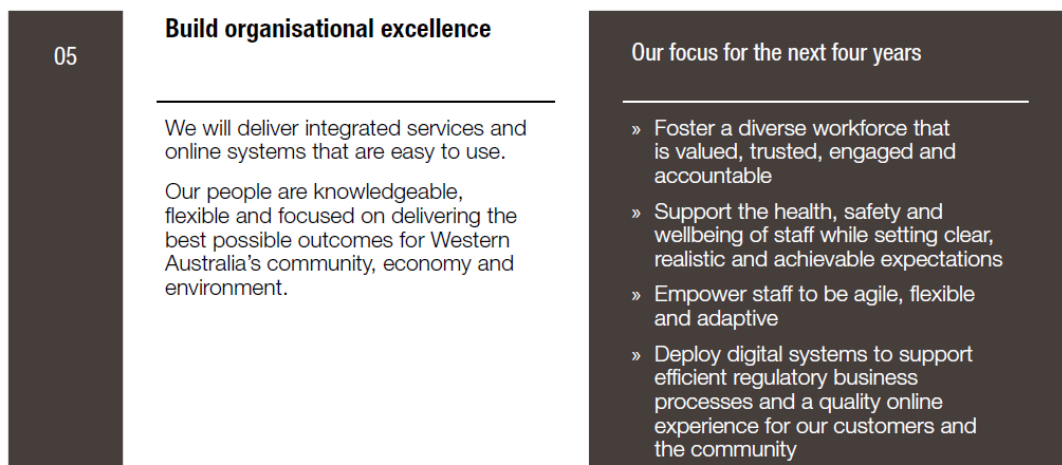 05
Build organisational excellence
We will deliver integrated services and
online systems that are easy to use.
Our people are knowledgeable,
flexible and focused on delivering the
best possible outcomes for Western
Australia's community, economy and
environment.
Our focus for the next four years
» Foster a diverse workforce that
is valued, trusted, engaged and
accountable
» Support the health, safety and
wellbeing of staff while setting clear,
realistic and achievable expectations
» Empower staff to be agile, flexible
and adaptive
» Deploy digital systems to support
efficient regulatory business
processes and a quality online
experience for our customers and
the community